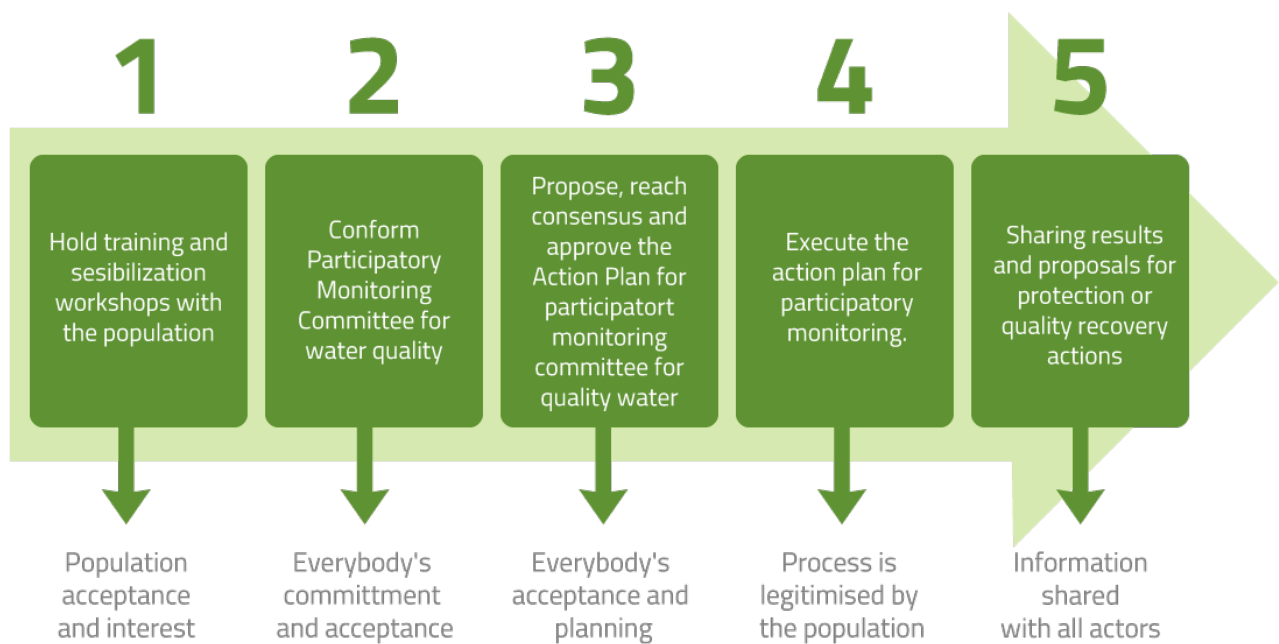 1
Hold training and
sesibilization
workshops with
the population
Population
acceptance
and interest
2
Conform
Participatory
Monitoring
Committee for
water quality
Everybody's
committment
and acceptance
3
Propose, reach
consensus and
approve the
Action Plan for
participatort
monitoring
committee for
quality water
Everybody's
acceptance and
planning
4
Execute the
action plan for
participatory
monitoring.
Process is
legitimised by
the population
5
Sharing results
and proposals for
protection or
quality recovery
actions
Information
shared
with all actors